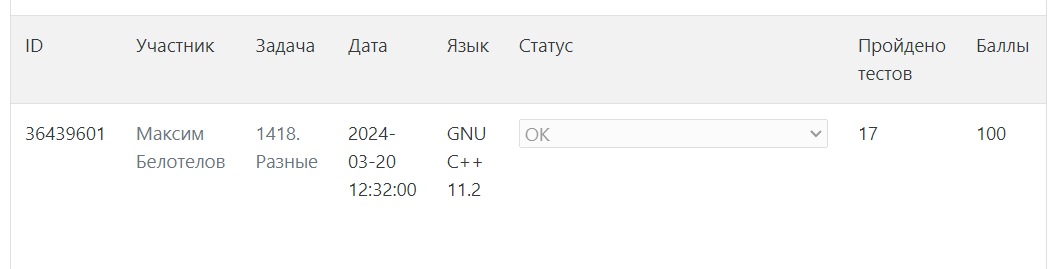 ID Участник Задача Дата Язык Статус Пройдено Баллы
тестов
36439601 Максим 1418. 2024- GNU OK 17 100
Белотелов Разные 03-20 C++
12:32:00 11.2